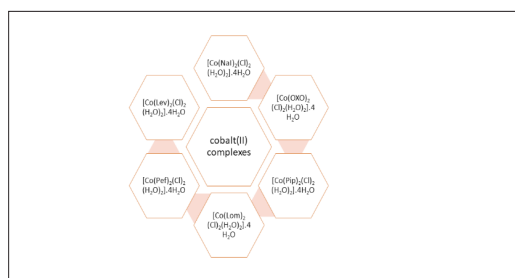 [Co(Nal)₂(Cl)₂
(H₂O)₂].4H₂O
[Co(OXO)₂
(Cl)₂(H₂O)₂].4
H₂O
[Co(Pip)₂(Cl)₂
(H₂O)₂].4H₂O
[Co(Lom)₂
(Cl)₂(H₂O)₂].4
H₂O
[Co(Pef)₂(Cl)₂
(H₂O)₂].4H₂O
[Co(Lev)₂(Cl)₂
(H₂O)₂].4H₂O
cobalt(II)
complexes